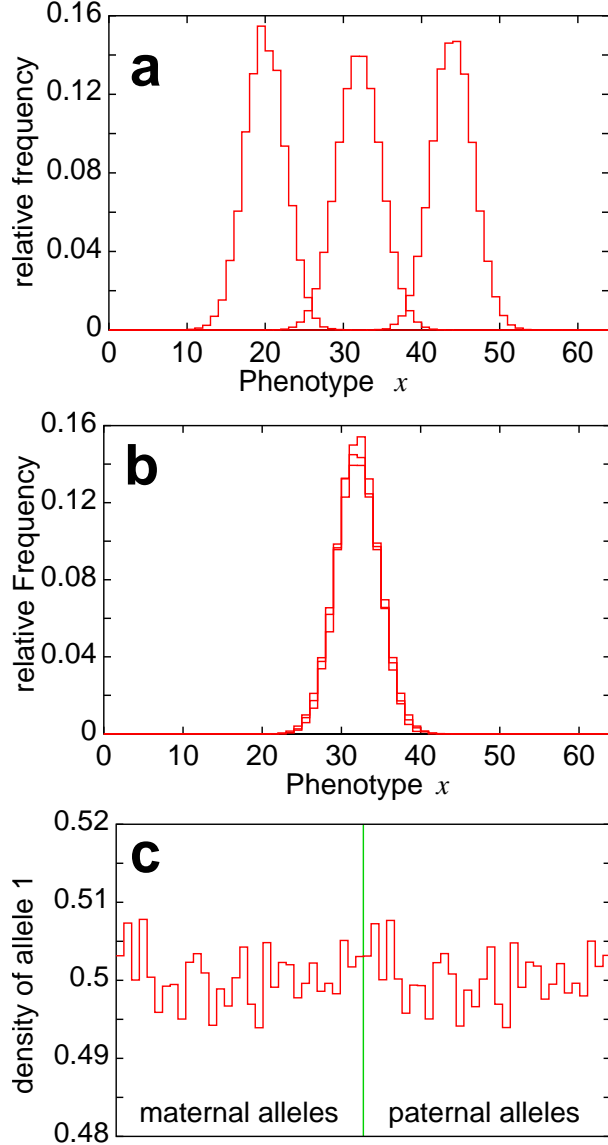 a
relative frequency
0.16
0.12
0.08
0.04
0
0 10 20 30 40 50 60
Phenotype x
b
relative Frequency
0.16
0.12
0.08
0.04
0
0 10 20 30 40 50 60
Phenotype x
c
density of allele 1
0.52
0.51
0.5
0.49
0.48
maternal alleles paternal alleles